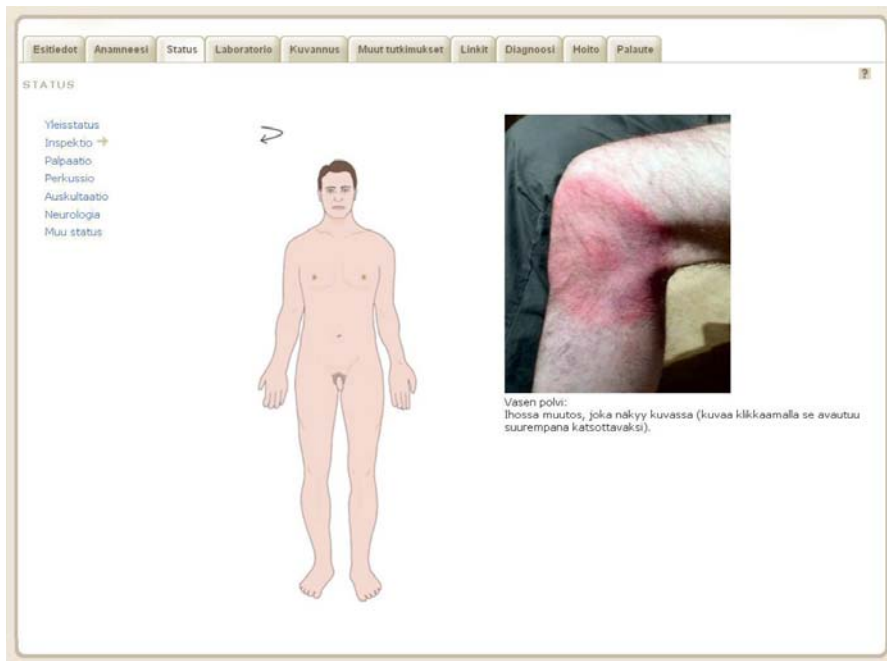 Esitiedot Anamneesi Status Laboratorio Kuvannus Muut tutkimukset Linkit Diagnoosi Hoito Palaute
?
STATUS
Yleisstatus
Inspektio
Palpaatio
Perkussio
Auskultaatio
Neurologia
Muu status
Vasen polvi:
Ihossa muutos, joka näkyy kuvassa (kuvaa klikkaamalla se avautuu
suurempana katsottavaksi).